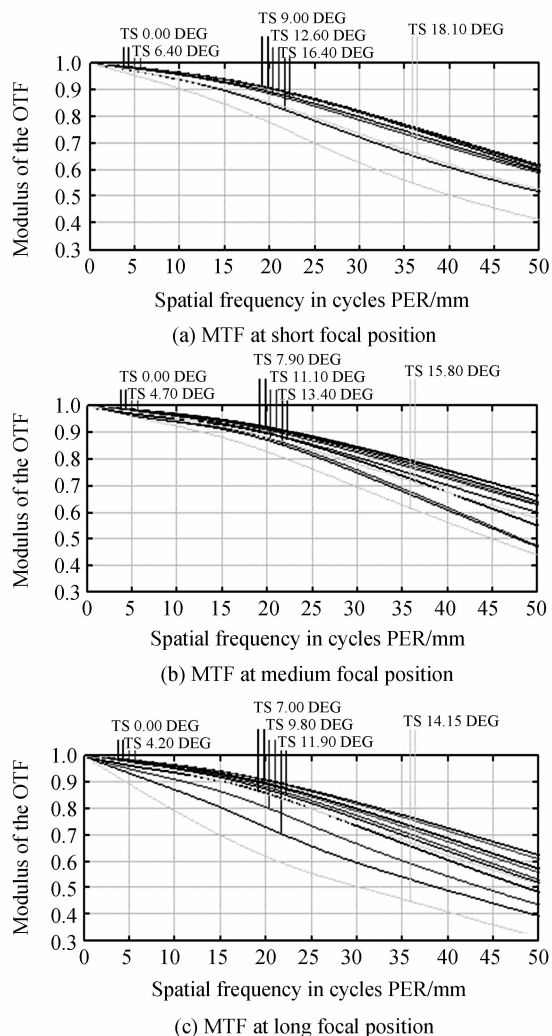 TS 9.00 DEG
TS 0.00 DEG
TS 12.60 DEG
TS 18.10 DEG
TS 6.40 DEG
TS 16.40 DEG
1.0
0.9
0.8
0.7
0.6
0.5
0.4
0.3
Modulus of the OTF
0 5 10 15 20 25 30 35 40 45 50
Spatial frequency in cycles PER/mm
(a) MTF at short focal position
TS 7.90 DEG
TS 0.00 DEG
TS 11.10 DEG
TS 15.80 DEG
TS 4.70 DEG
TS 13.40 DEG
1.0
0.9
0.8
0.7
0.6
0.5
0.4
0.3
Modulus of the OTF
0 5 10 15 20 25 30 35 40 45 50
Spatial frequency in cycles PER/mm
(b) MTF at medium focal position
TS 7.00 DEG
TS 0.00 DEG
TS 9.80 DEG
TS 14.15 DEG
TS 4.20 DEG
TS 11.90 DEG
1.0
0.9
0.8
0.7
0.6
0.5
0.4
0.3
Modulus of the OTF
0 5 10 15 20 25 30 35 40 45 50
Spatial frequency in cycles PER/mm
(c) MTF at long focal position